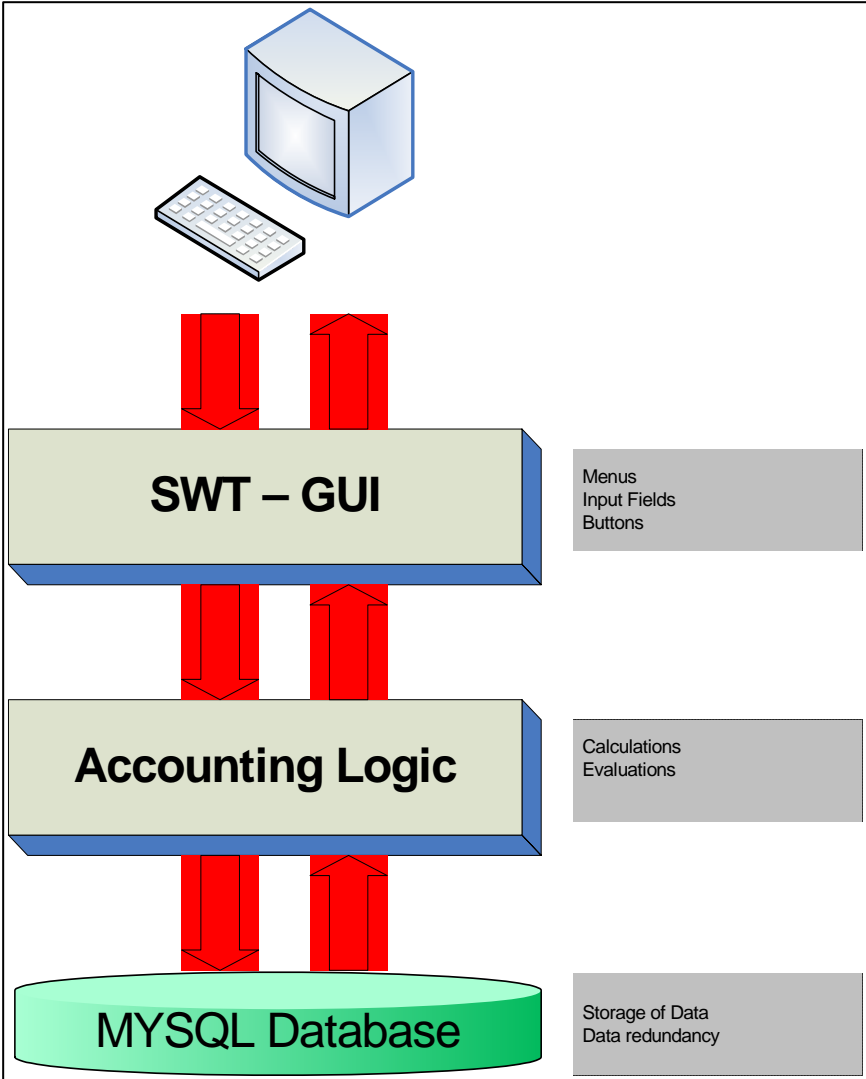 SWT – GUI
Menus
Input Fields
Buttons
Accounting Logic
Calculations
Evaluations
MYSQL Database
Storage of Data
Data redundancy